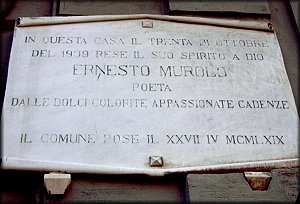 IN QUESTA CASA IL TRENTA DI OTTOBRE
DEL 1939 RESE IL SUO SPIRITO A DIO
ERNESTO MUROLO
POETA
DALLE DOLCI COLORITE APPASSIONATE CADENZE
IL COMUNE POSE IL XXVII IV MCMLXIX